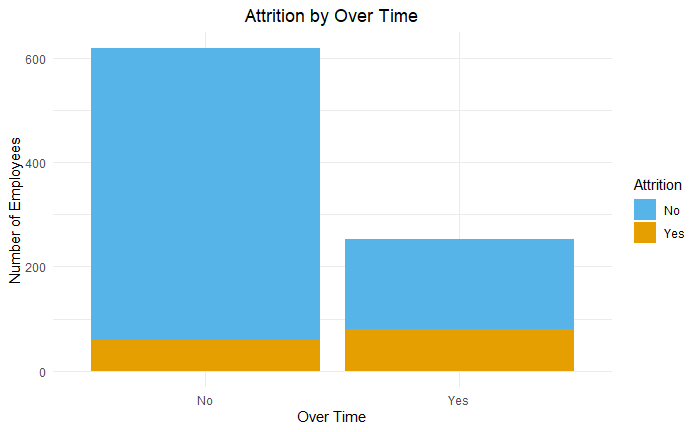 Attrition by Over Time
Number of Employees
600
400
200
0
No
Yes
Over Time
Attrition
No
Yes